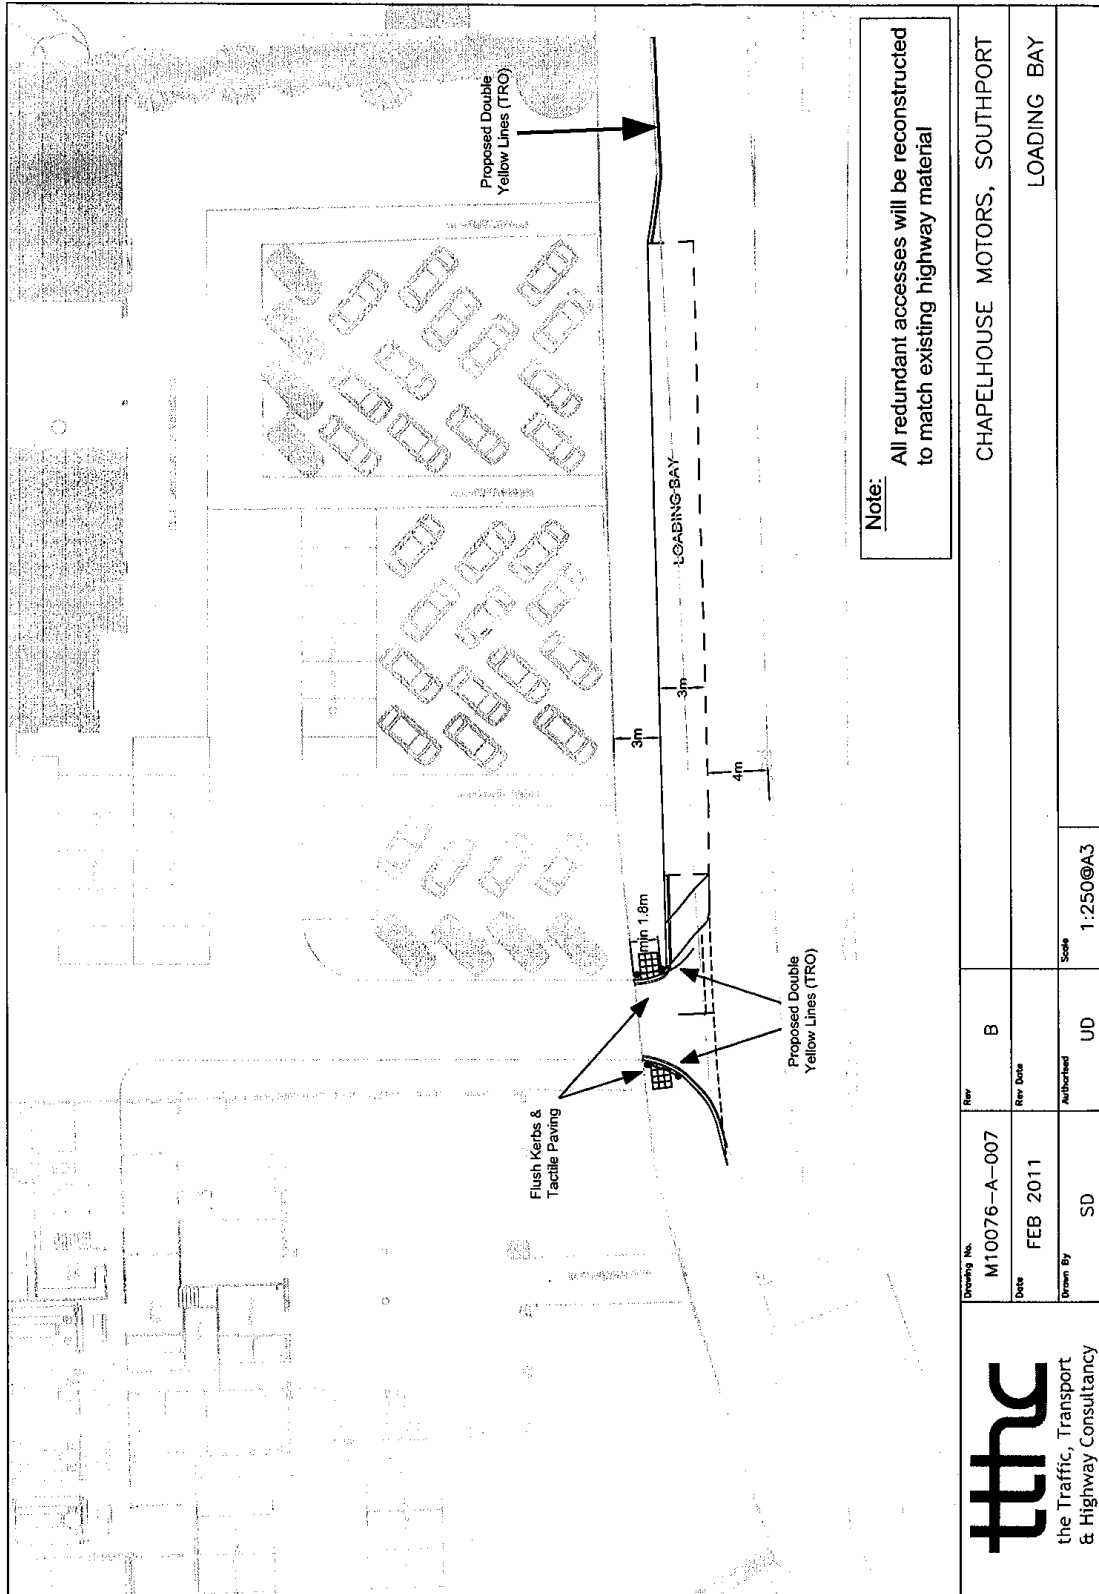 Proposed Double
Yellow Lines (TRO)
LOADING BAY
3m
3m
4m
min 1.8m
Flush Kerbs &
Tactile Paving
Proposed Double
Yellow Lines (TRO)
Note:
All redundant accesses will be reconstructed
to match existing highway material
tthc
the Traffic, Transport
& Highway Consultancy
Drawing No.
M10076-A-007
Rev
B
CHAPELHOUSE MOTORS, SOUTHPORT
Date
FEB 2011
Rev Date
LOADING BAY
Drawn By
SD
Authorised
UD
Scale
1:250@A3